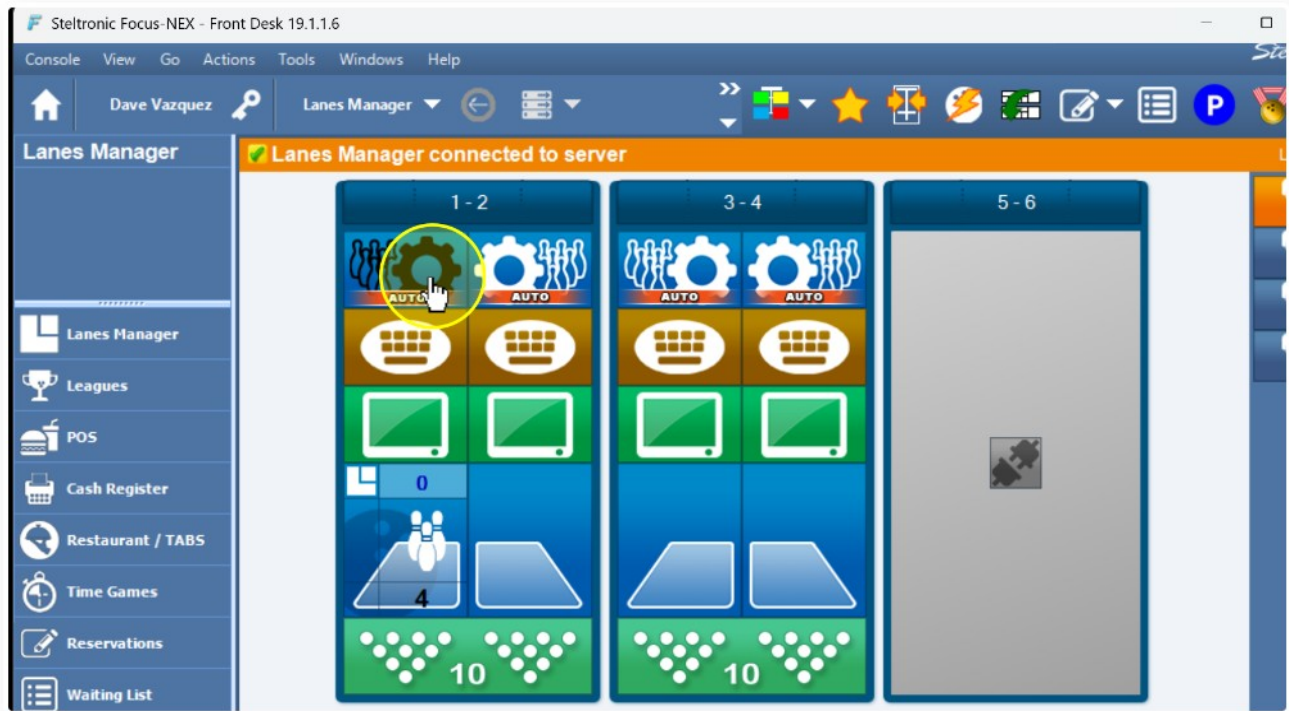 Steltronic Focus-NEX - Front Desk 19.1.1.6
Console View Go Actions Tools Windows Help
Dave Vazquez Lanes Manager P
Lanes Manager
Lanes Manager connected to server
1 - 2 3 - 4 5 - 6
AUTO AUTO AUTO
Lanes Manager
Leagues
POS
0
Cash Register
Restaurant / TABS
Time Games
4
Reservations
10 10
Waiting List